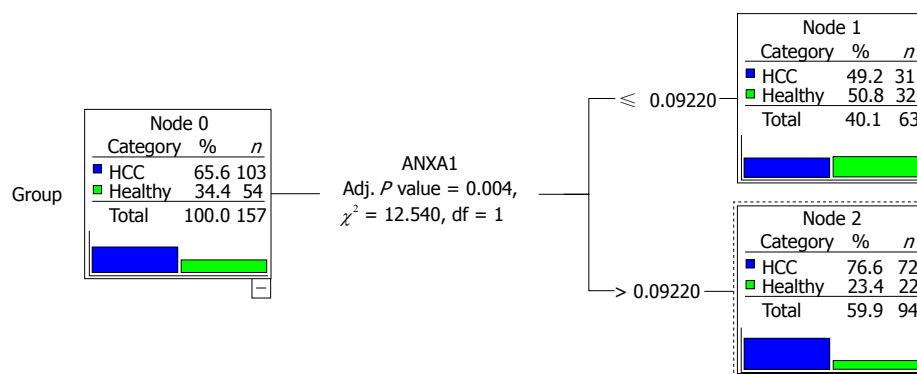 Group
Node 0
Category % n
HCC 65.6 103
Healthy 34.4 54
Total 100.0 157
ANXA1
Adj. P value = 0.004,
χ² = 12.540, df = 1
≤ 0.09220
Node 1
Category % n
HCC 49.2 31
Healthy 50.8 32
Total 40.1 63
> 0.09220
Node 2
Category % n
HCC 76.6 72
Healthy 23.4 22
Total 59.9 94